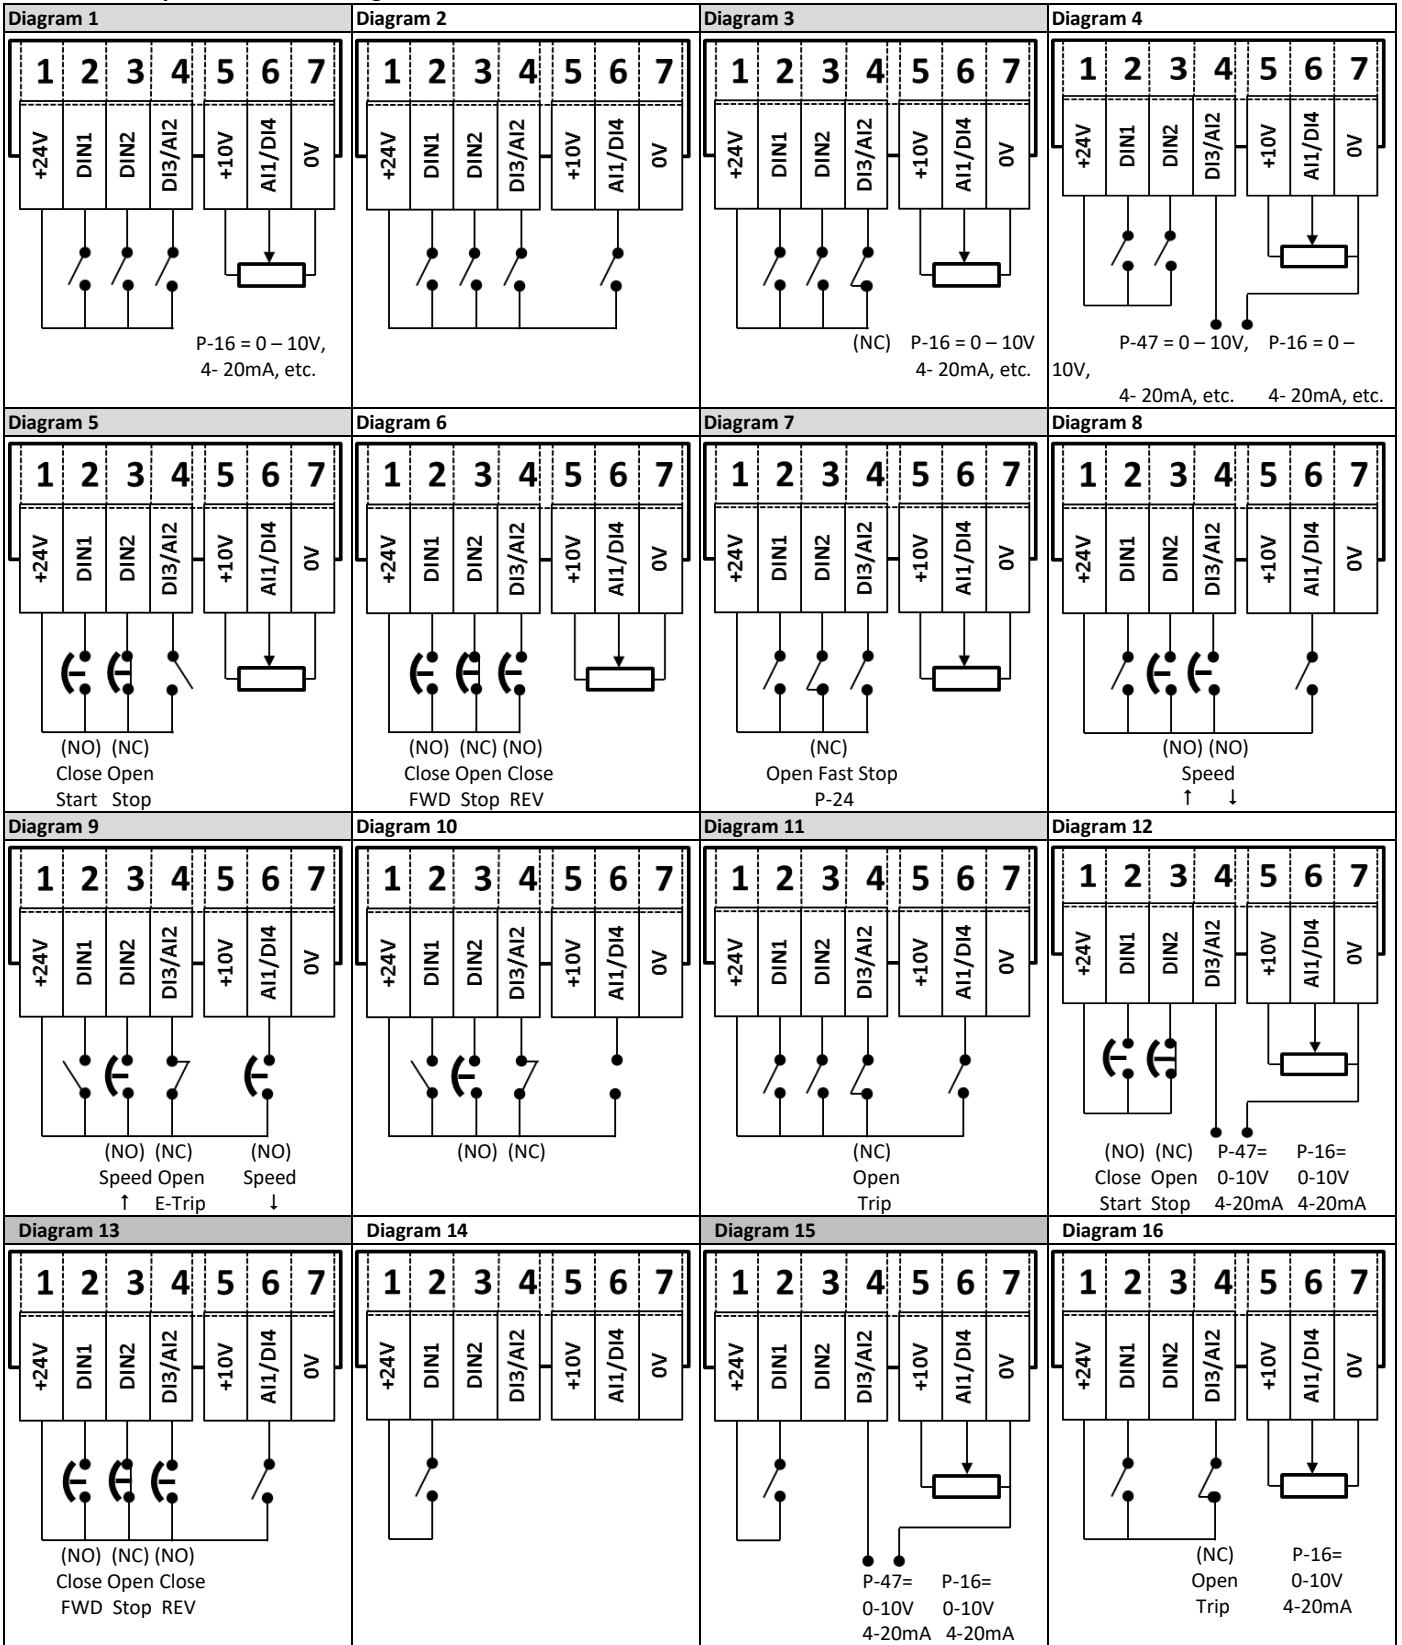 Diagram 1
1 2 3 4 5 6 7
+24V DIN1 DIN2 DI3/AI2 +10V AI1/DI4 0V
P-16 = 0 – 10V,
4- 20mA, etc.
Diagram 2
1 2 3 4 5 6 7
+24V DIN1 DIN2 DI3/AI2 +10V AI1/DI4 0V
Diagram 3
1 2 3 4 5 6 7
+24V DIN1 DIN2 DI3/AI2 +10V AI1/DI4 0V
(NC) P-16 = 0 – 10V
4- 20mA, etc.
Diagram 4
1 2 3 4 5 6 7
+24V DIN1 DIN2 DI3/AI2 +10V AI1/DI4 0V
P-47 = 0 – 10V, P-16 = 0 –
10V,
4- 20mA, etc. 4- 20mA, etc.
Diagram 5
1 2 3 4 5 6 7
+24V DIN1 DIN2 DI3/AI2 +10V AI1/DI4 0V
(NO) (NC)
Close Open
Start Stop
Diagram 6
1 2 3 4 5 6 7
+24V DIN1 DIN2 DI3/AI2 +10V AI1/DI4 0V
(NO) (NC) (NO)
Close Open Close
FWD Stop REV
Diagram 7
1 2 3 4 5 6 7
+24V DIN1 DIN2 DI3/AI2 +10V AI1/DI4 0V
(NC)
Open Fast Stop
P-24
Diagram 8
1 2 3 4 5 6 7
+24V DIN1 DIN2 DI3/AI2 +10V AI1/DI4 0V
(NO) (NO)
Speed
↑ ↓
Diagram 9
1 2 3 4 5 6 7
+24V DIN1 DIN2 DI3/AI2 +10V AI1/DI4 0V
(NO) (NC) (NO)
Speed Open Speed
↑ E-Trip ↓
Diagram 10
1 2 3 4 5 6 7
+24V DIN1 DIN2 DI3/AI2 +10V AI1/DI4 0V
(NO) (NC)
Diagram 11
1 2 3 4 5 6 7
+24V DIN1 DIN2 DI3/AI2 +10V AI1/DI4 0V
(NC)
Open
Trip
Diagram 12
1 2 3 4 5 6 7
+24V DIN1 DIN2 DI3/AI2 +10V AI1/DI4 0V
(NO) (NC) P-47= P-16=
Close Open 0-10V 0-10V
Start Stop 4-20mA 4-20mA
Diagram 13
1 2 3 4 5 6 7
+24V DIN1 DIN2 DI3/AI2 +10V AI1/DI4 0V
(NO) (NC) (NO)
Close Open Close
FWD Stop REV
Diagram 14
1 2 3 4 5 6 7
+24V DIN1 DIN2 DI3/AI2 +10V AI1/DI4 0V
Diagram 15
1 2 3 4 5 6 7
+24V DIN1 DIN2 DI3/AI2 +10V AI1/DI4 0V
P-47= P-16=
0-10V 0-10V
4-20mA 4-20mA
Diagram 16
1 2 3 4 5 6 7
+24V DIN1 DIN2 DI3/AI2 +10V AI1/DI4 0V
(NC) P-16=
Open 0-10V
Trip 4-20mA